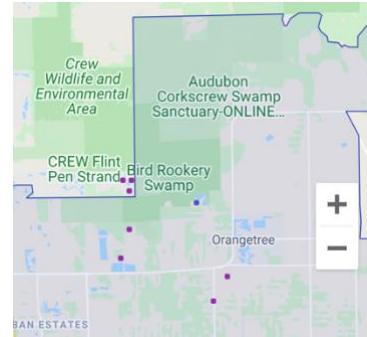 Crew
Wildlife and
Environmental
Area
Audubon
Corkscrew Swamp
Sanctuary-ONLINE...
CREW Flint
Pen Strand
Bird Rookery
Swamp
+
Orangetree
−
BAN ESTATES